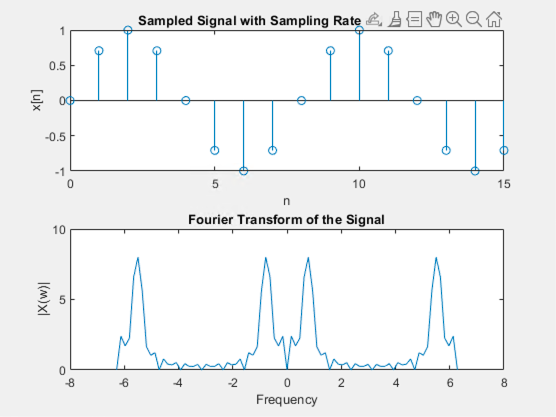 Sampled Signal with Sampling Rate
1
0.5
0
-0.5
-1
x[n]
0 5 10 15
n
Fourier Transform of the Signal
10
5
0
|X(w)|
-8 -6 -4 -2 0 2 4 6 8
Frequency